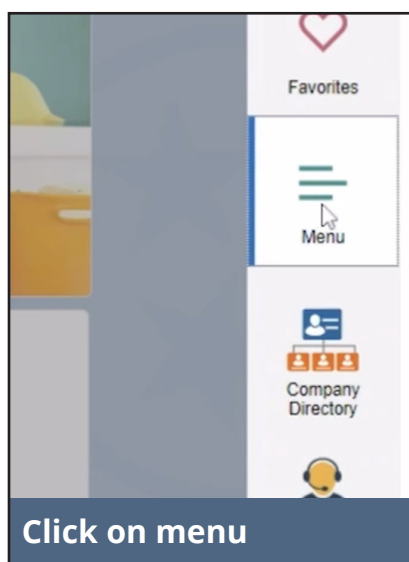 Favorites
Menu
Company
Directory
Click on menu